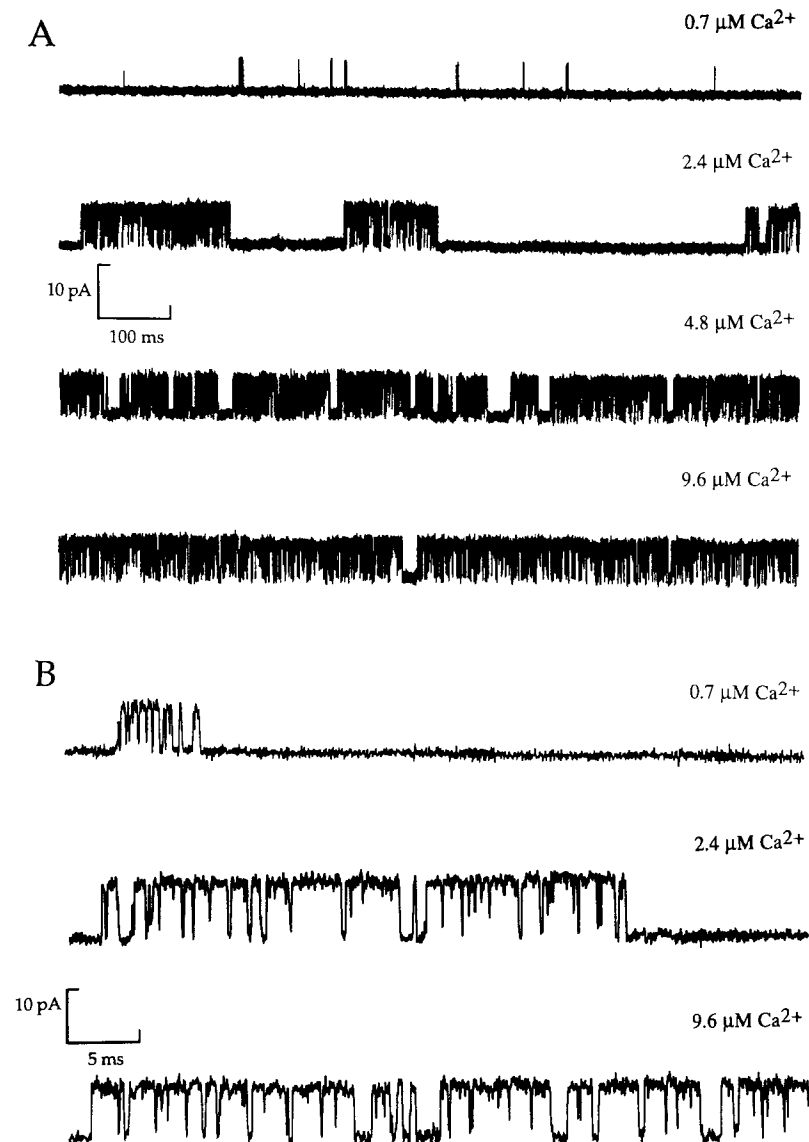 A
0.7 μM Ca2+
2.4 μM Ca2+
10 pA
100 ms
4.8 μM Ca2+
9.6 μM Ca2+
B
0.7 μM Ca2+
2.4 μM Ca2+
10 pA
5 ms
9.6 μM Ca2+